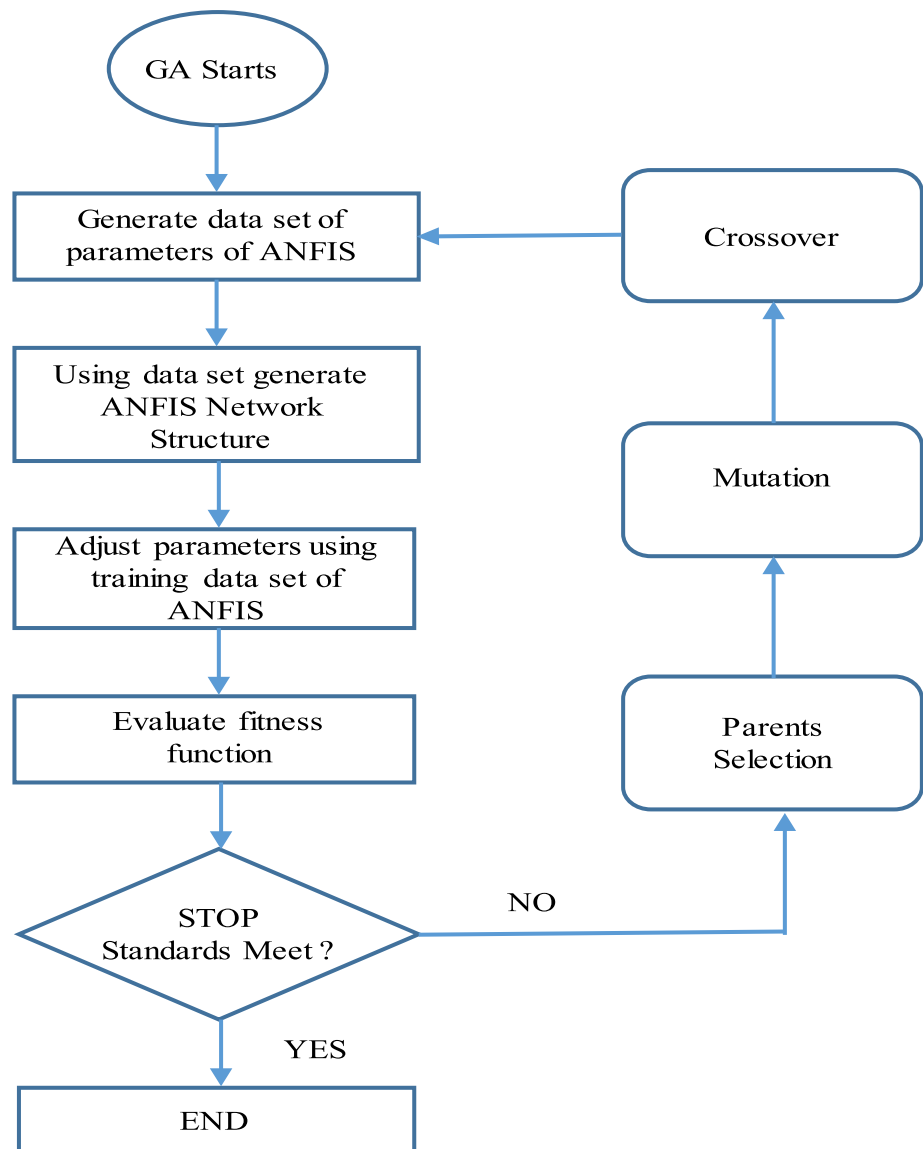 GA Starts
Generate data set of
parameters of ANFIS
Using data set generate
ANFIS Network
Structure
Adjust parameters using
training data set of
ANFIS
Evaluate fitness
function
STOP
Standards Meet ?
YES
END
NO
Parents
Selection
Mutation
Crossover